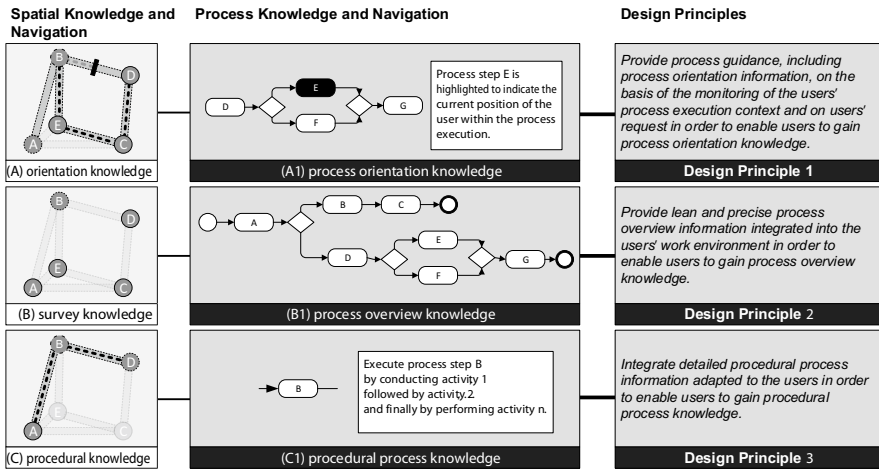 Spatial Knowledge and
Navigation
Process Knowledge and Navigation
Design Principles
B
D
E
A
C
(A) orientation knowledge
D
E
F
G
Process step E is
highlighted to indicate the
current position of the
user within the process
execution.
(A1) process orientation knowledge
Provide process guidance, including
process orientation information, on the
basis of the monitoring of the users'
process execution context and on users'
request in order to enable users to gain
process orientation knowledge.
Design Principle 1
B
D
E
A
C
(B) survey knowledge
A
B
C
D
E
F
G
(B1) process overview knowledge
Provide lean and precise process
overview information integrated into the
users' work environment in order to
enable users to gain process overview
knowledge.
Design Principle 2
B
D
E
A
C
(C) procedural knowledge
B
Execute process step B
by conducting activity 1
followed by activity.2
and finally by performing activity n.
(C1) procedural process knowledge
Integrate detailed procedural process
information adapted to the users in order
to enable users to gain procedural
process knowledge.
Design Principle 3